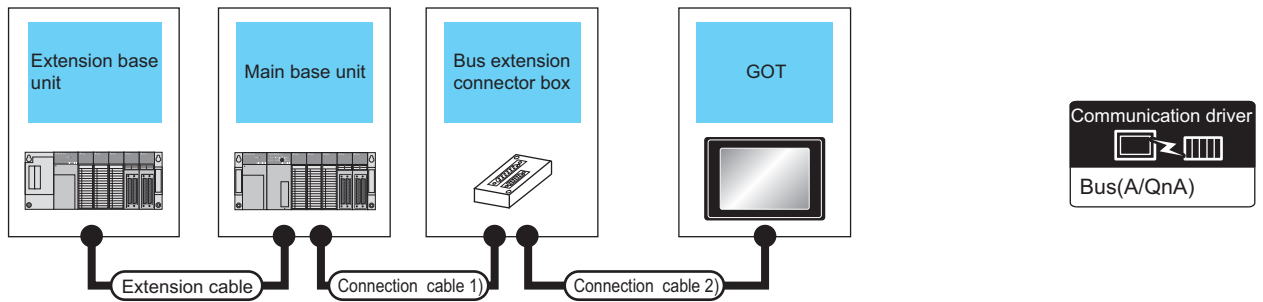 Extension base
unit
Main base unit
Bus extension
connector box
GOT
Communication driver
Bus(A/QnA)
Extension cable
Connection cable 1)
Connection cable 2)